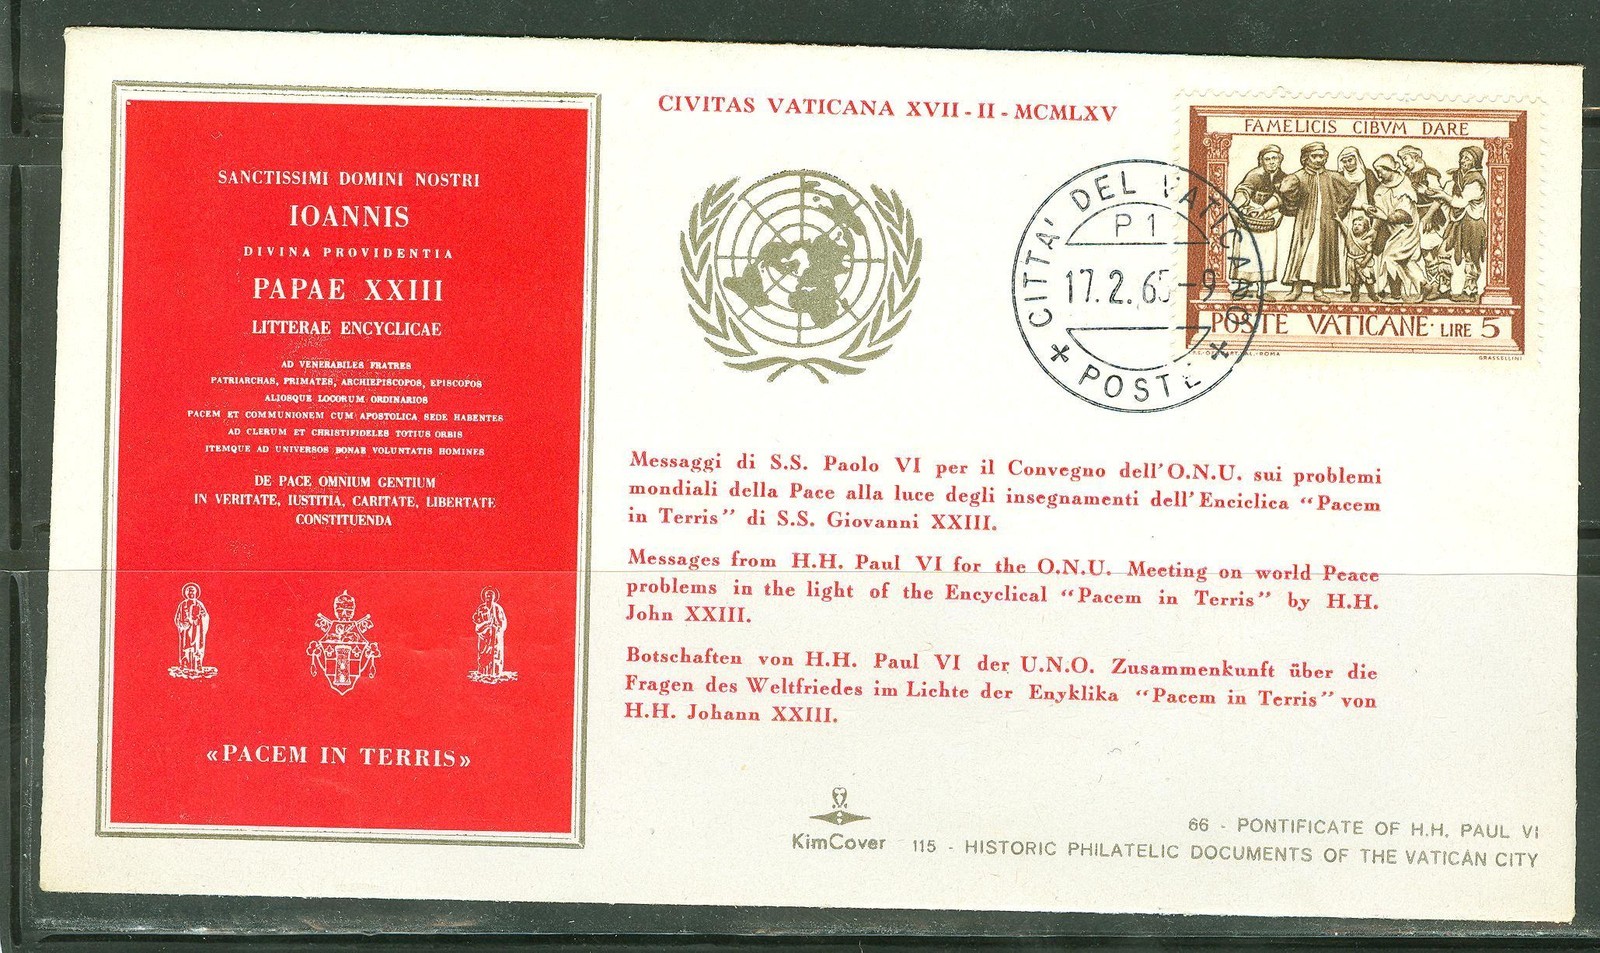 SANCTISSIMI DOMINI NOSTRI
IOANNIS
DIVINA PROVIDENTIA
PAPAE XXIII
LITTERAE ENCYCLICAE
AD VENERABILES FRATRES
PATRIARCHAS, PRIMATES, ARCHIEPISCOPOS, EPISCOPOS
ALIOSQUE LOCORUM ORDINARIOS
PACEM ET COMMUNIONEM CUM APOSTOLICA SEDE HABENTES
AD CLERUM ET CHRISTIFIDELES TOTIUS ORBIS
ITEMQUE AD UNIVERSOS BONAE VOLUNTATIS HOMINES
DE PACE OMNIUM GENTIUM
IN VERITATE, IUSTITIA, CARITATE, LIBERTATE
CONSTITUENDA
«PACEM IN TERRIS»
CIVITAS VATICANA XVII - II - MCMLXV
FAMELICIS CIBVM DARE
POSTE VATICANE · LIRE 5
GRASSELLINI
CITTA' DEL VATICANO
P 1
17.2.65-9
POSTE
Messaggi di S.S. Paolo VI per il Convegno dell'O.N.U. sui problemi
mondiali della Pace alla luce degli insegnamenti dell'Enciclica “Pacem
in Terris” di S.S. Giovanni XXIII.
Messages from H.H. Paul VI for the O.N.U. Meeting on world Peace
problems in the light of the Encyclical “Pacem in Terris” by H.H.
John XXIII.
Botschaften von H.H. Paul VI der U.N.O. Zusammenkunft über die
Fragen des Weltfriedes im Lichte der Enyklika “Pacem in Terris” von
H.H. Johann XXIII.
KimCover
66 - PONTIFICATE OF H.H. PAUL VI
115 - HISTORIC PHILATELIC DOCUMENTS OF THE VATICAN CITY